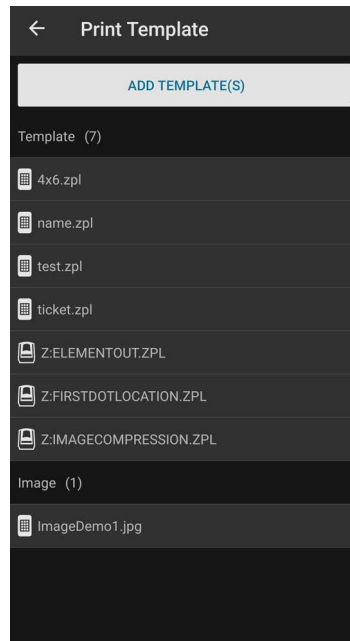 Print Template
ADD TEMPLATE(S)
Template (7)
4x6.zpl
name.zpl
test.zpl
ticket.zpl
Z:ELEMENTOUT.ZPL
Z:FIRSTDOTLOCATION.ZPL
Z:IMAGECOMPRESSION.ZPL
Image (1)
ImageDemo1.jpg